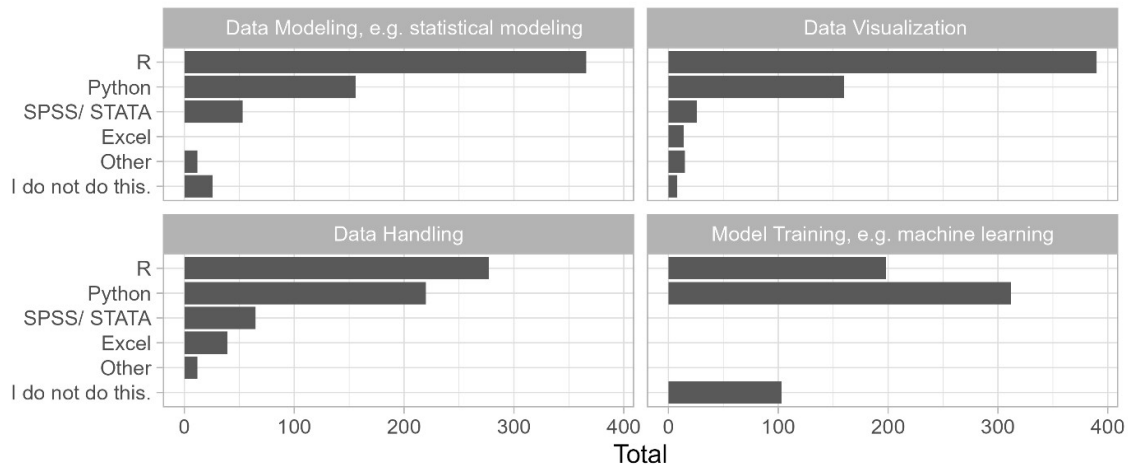 Data Modeling, e.g. statistical modeling
Data Visualization
R
Python
SPSS/ STATA
Excel
Other
I do not do this.
Data Handling
Model Training, e.g. machine learning
R
Python
SPSS/ STATA
Excel
Other
I do not do this.
0 100 200 300 400
0 100 200 300 400
Total